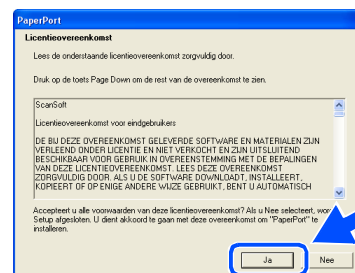 PaperPort
Licentieovereenkomst
Lees de onderstaande licentieovereenkomst zorgvuldig door.
Druk op de toets Page Down om de rest van de overeenkomst te zien.
ScanSoft
Licentieovereenkomst voor eindgebruikers
DE BIJ DEZE OVEREENKOMST GELEVERDE SOFTWARE EN MATERIALEN ZIJN
VERLEEND ONDER LICENTIE EN NIET VERKOCHT EN ZIJN UITSLUITEND
BESCHIKBAAR VOOR GEBRUIK IN OVEREENSTEMMING MET DE BEPALINGEN
VAN DEZE LICENTIEOVEREENKOMST. LEES DEZE OVEREENKOMST
ZORGVULDIG DOOR. ALS U DE SOFTWARE DOWNLOADT, INSTALLEERT,
KOPIEERT OF OP ENIGE ANDERE WIJZE GEBRUIKT, BENT U AUTOMATISCH
Accepteert u alle voorwaarden van deze licentieovereenkomst? Als u Nee selecteert, wor
Setup afgesloten. U dient akkoord te gaan met deze overeenkomst om "PaperPort" te
installeren.
Ja
Nee